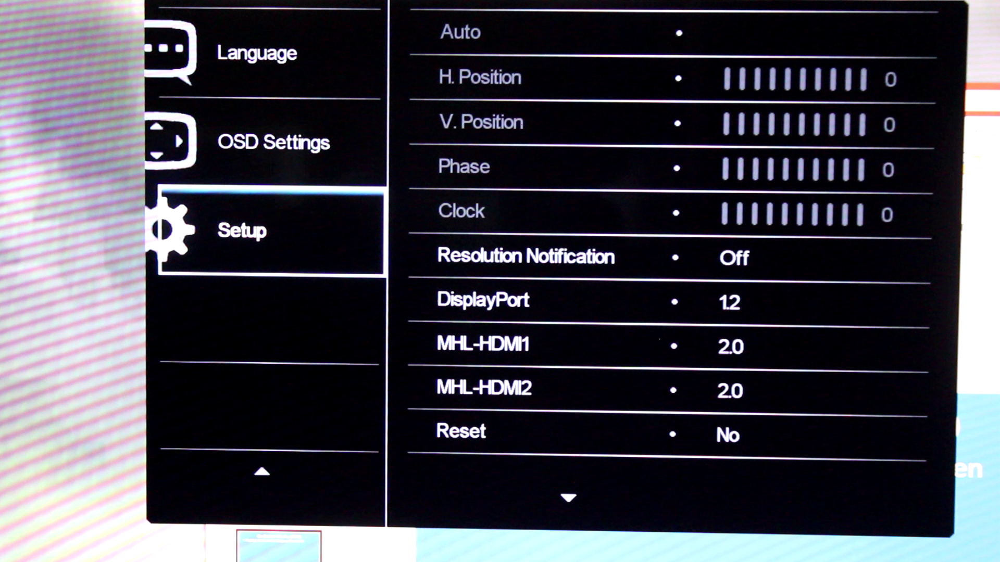 Language
OSD Settings
Setup
Auto
H. Position 0
V. Position 0
Phase 0
Clock 0
Resolution Notification Off
DisplayPort 1.2
MHL-HDMI1 2.0
MHL-HDMI2 2.0
Reset No
en